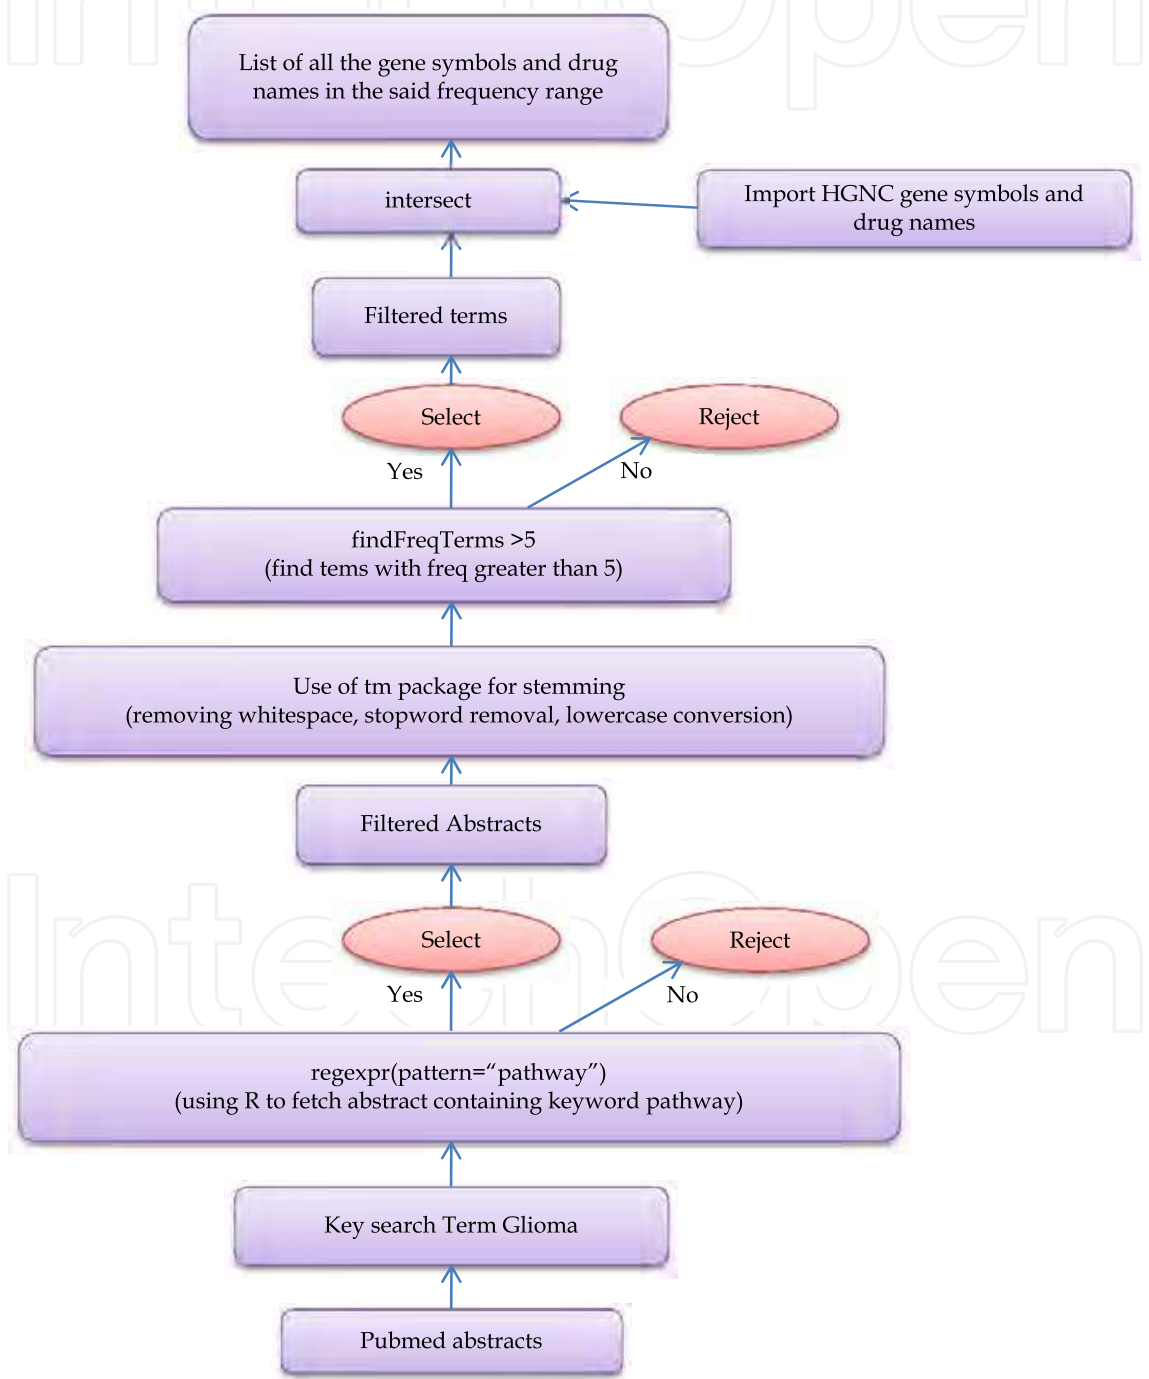 IntechOpen
List of all the gene symbols and drug
names in the said frequency range
intersect
Import HGNC gene symbols and
drug names
Filtered terms
Select
Reject
Yes
No
findFreqTerms >5
(find tems with freq greater than 5)
Use of tm package for stemming
(removing whitespace, stopword removal, lowercase conversion)
Filtered Abstracts
IntechOpen
Select
Reject
Yes
No
regexpr(pattern=“pathway”)
(using R to fetch abstract containing keyword pathway)
Key search Term Glioma
Pubmed abstracts